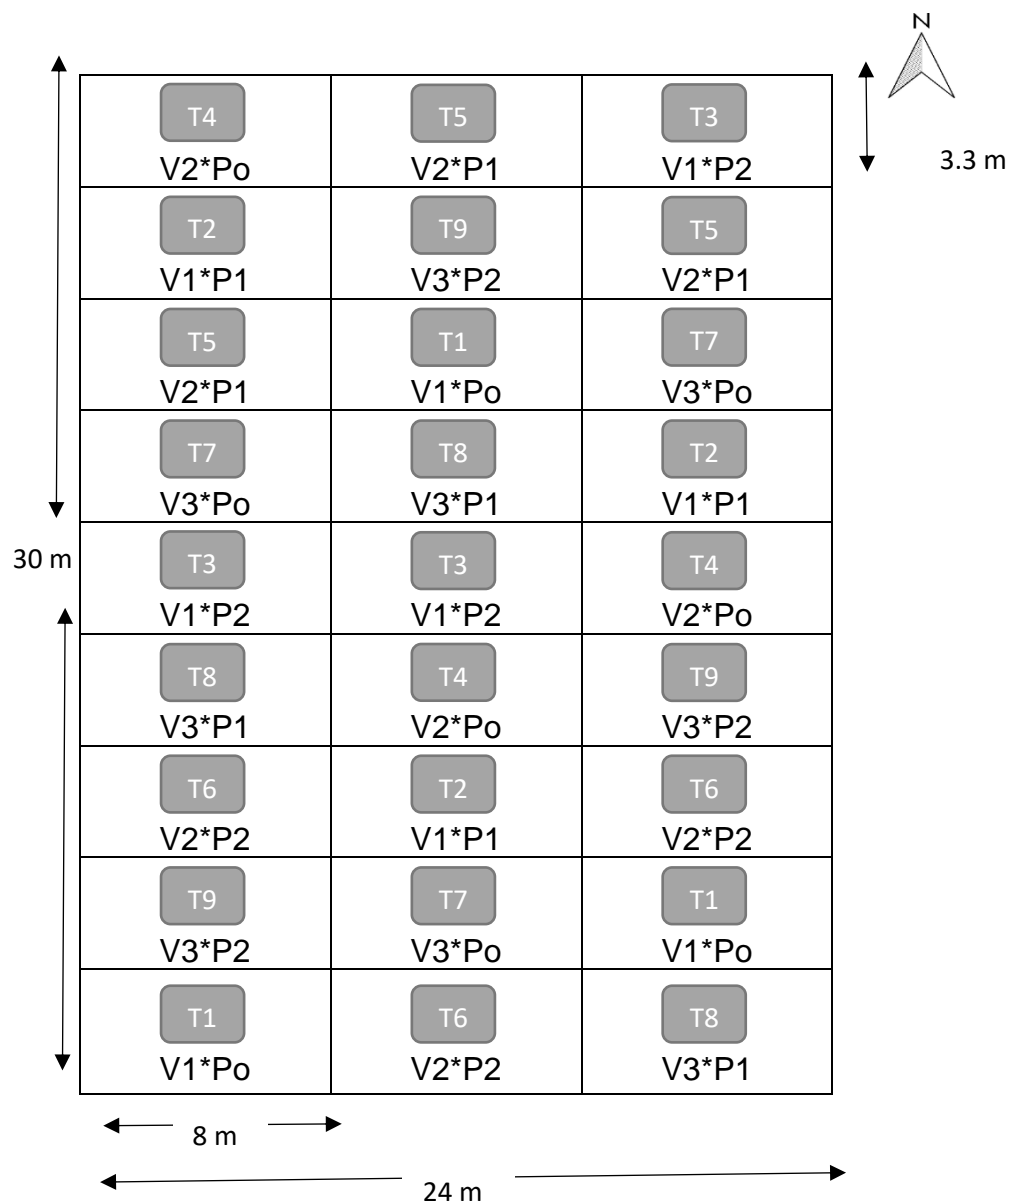 N
T4 T5 T3
V2*Po V2*P1 V1*P2
3.3 m
T2 T9 T5
V1*P1 V3*P2 V2*P1
T5 T1 T7
V2*P1 V1*Po V3*Po
T7 T8 T2
V3*Po V3*P1 V1*P1
30 m
T3 T3 T4
V1*P2 V1*P2 V2*Po
T8 T4 T9
V3*P1 V2*Po V3*P2
T6 T2 T6
V2*P2 V1*P1 V2*P2
T9 T7 T1
V3*P2 V3*Po V1*Po
T1 T6 T8
V1*Po V2*P2 V3*P1
8 m
24 m